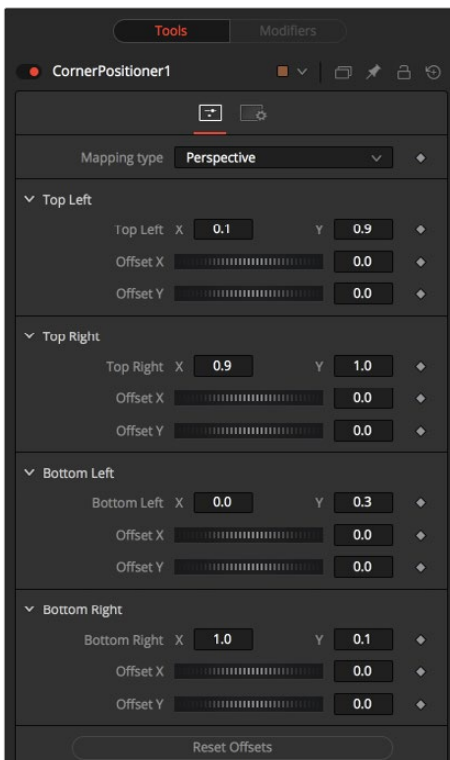 Tools Modifiers
CornerPositioner1
Mapping type Perspective
Top Left
Top Left X 0.1 Y 0.9
Offset X 0.0
Offset Y 0.0
Top Right
Top Right X 0.9 Y 1.0
Offset X 0.0
Offset Y 0.0
Bottom Left
Bottom Left X 0.0 Y 0.3
Offset X 0.0
Offset Y 0.0
Bottom Right
Bottom Right X 1.0 Y 0.1
Offset X 0.0
Offset Y 0.0
Reset Offsets